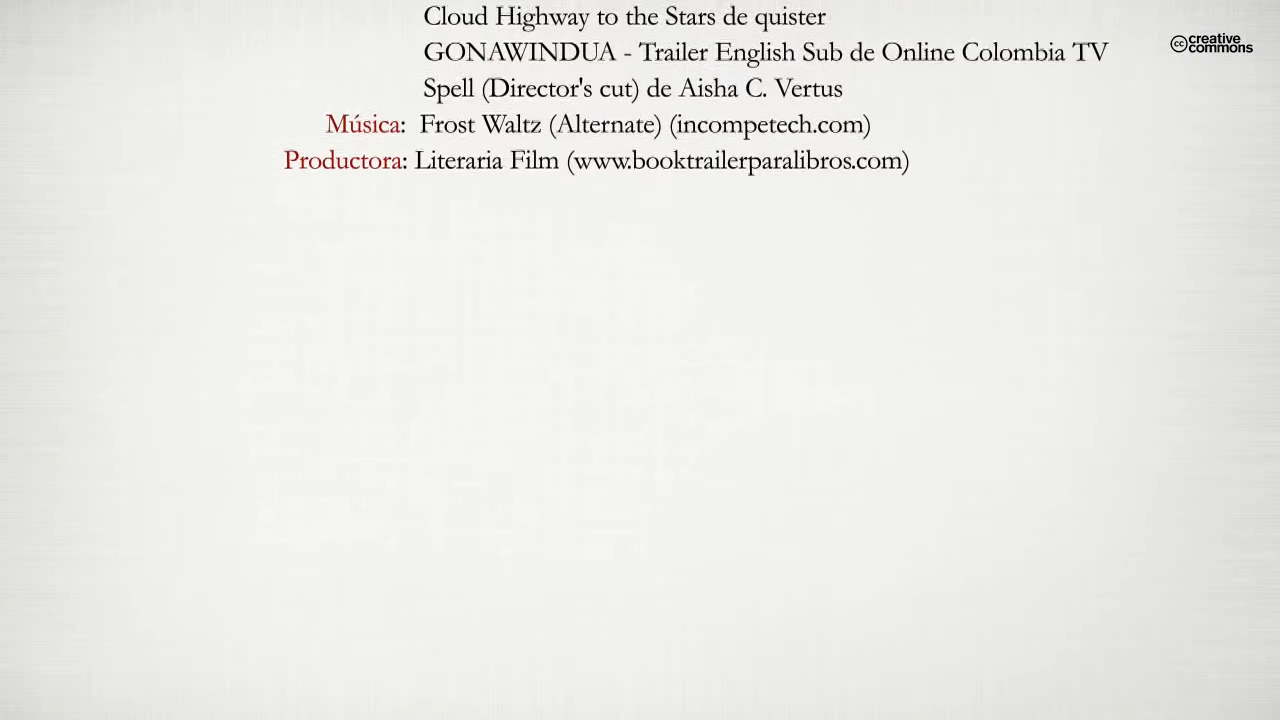 Cloud Highway to the Stars de quister
GONAWINDUA - Trailer English Sub de Online Colombia TV
Spell (Director's cut) de Aisha C. Vertus
Música: Frost Waltz (Alternate) (incompetech.com)
Productora: Literaria Film (www.booktrailerparalibros.com)
cc creative commons